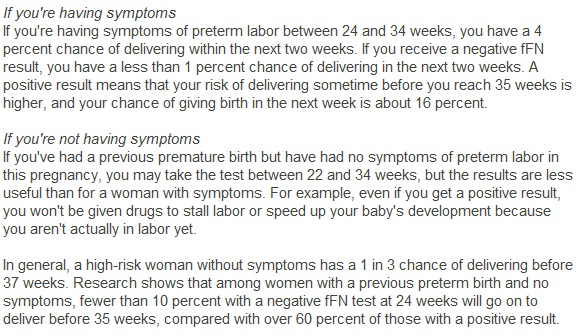 If you're having symptoms
If you're having symptoms of preterm labor between 24 and 34 weeks, you have a 4
percent chance of delivering within the next two weeks. If you receive a negative fFN
result, you have a less than 1 percent chance of delivering in the next two weeks. A
positive result means that your risk of delivering sometime before you reach 35 weeks is
higher, and your chance of giving birth in the next week is about 16 percent.

If you're not having symptoms
If you've had a previous premature birth but have had no symptoms of preterm labor in
this pregnancy, you may take the test between 22 and 34 weeks, but the results are less
useful than for a woman with symptoms. For example, even if you get a positive result,
you won't be given drugs to stall labor or speed up your baby's development because
you aren't actually in labor yet.

In general, a high-risk woman without symptoms has a 1 in 3 chance of delivering before
37 weeks. Research shows that among women with a previous preterm birth and no
symptoms, fewer than 10 percent with a negative fFN test at 24 weeks will go on to
deliver before 35 weeks, compared with over 60 percent of those with a positive result.